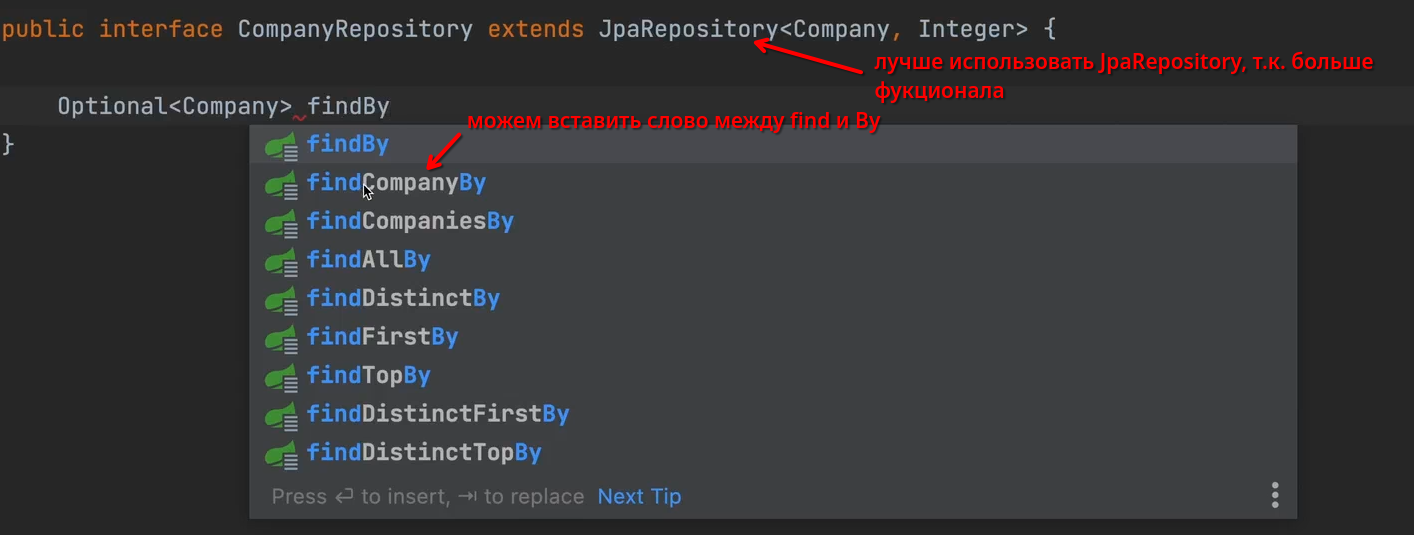 public interface CompanyRepository extends JpaRepository<Company, Integer> {
лучше использовать JpaRepository, т.к. больше
фукционала
Optional<Company> findBy
можем вставить слово между find и By
}
findBy
findCompanyBy
findCompaniesBy
findAllBy
findDistinctBy
findFirstBy
findTopBy
findDistinctFirstBy
findDistinctTopBy
Press ↵ to insert, ⇥ to replace Next Tip